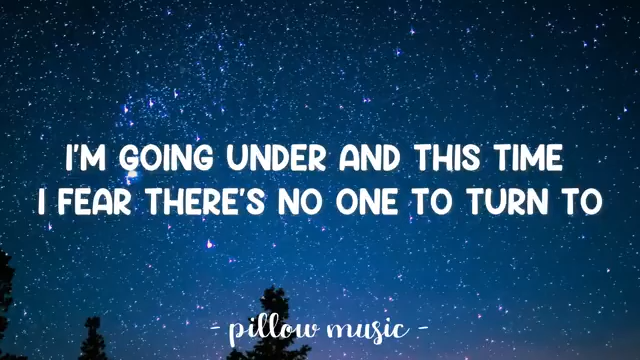 I'M GOING UNDER AND THIS TIME
I FEAR THERE'S NO ONE TO TURN TO
- pillow music -